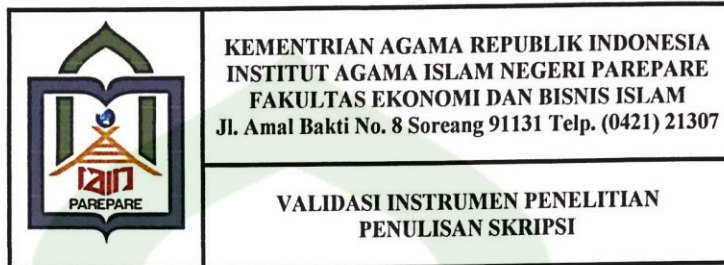 iain
PAREPARE
KEMENTRIAN AGAMA REPUBLIK INDONESIA
INSTITUT AGAMA ISLAM NEGERI PAREPARE
FAKULTAS EKONOMI DAN BISNIS ISLAM
Jl. Amal Bakti No. 8 Soreang 91131 Telp. (0421) 21307
VALIDASI INSTRUMEN PENELITIAN
PENULISAN SKRIPSI